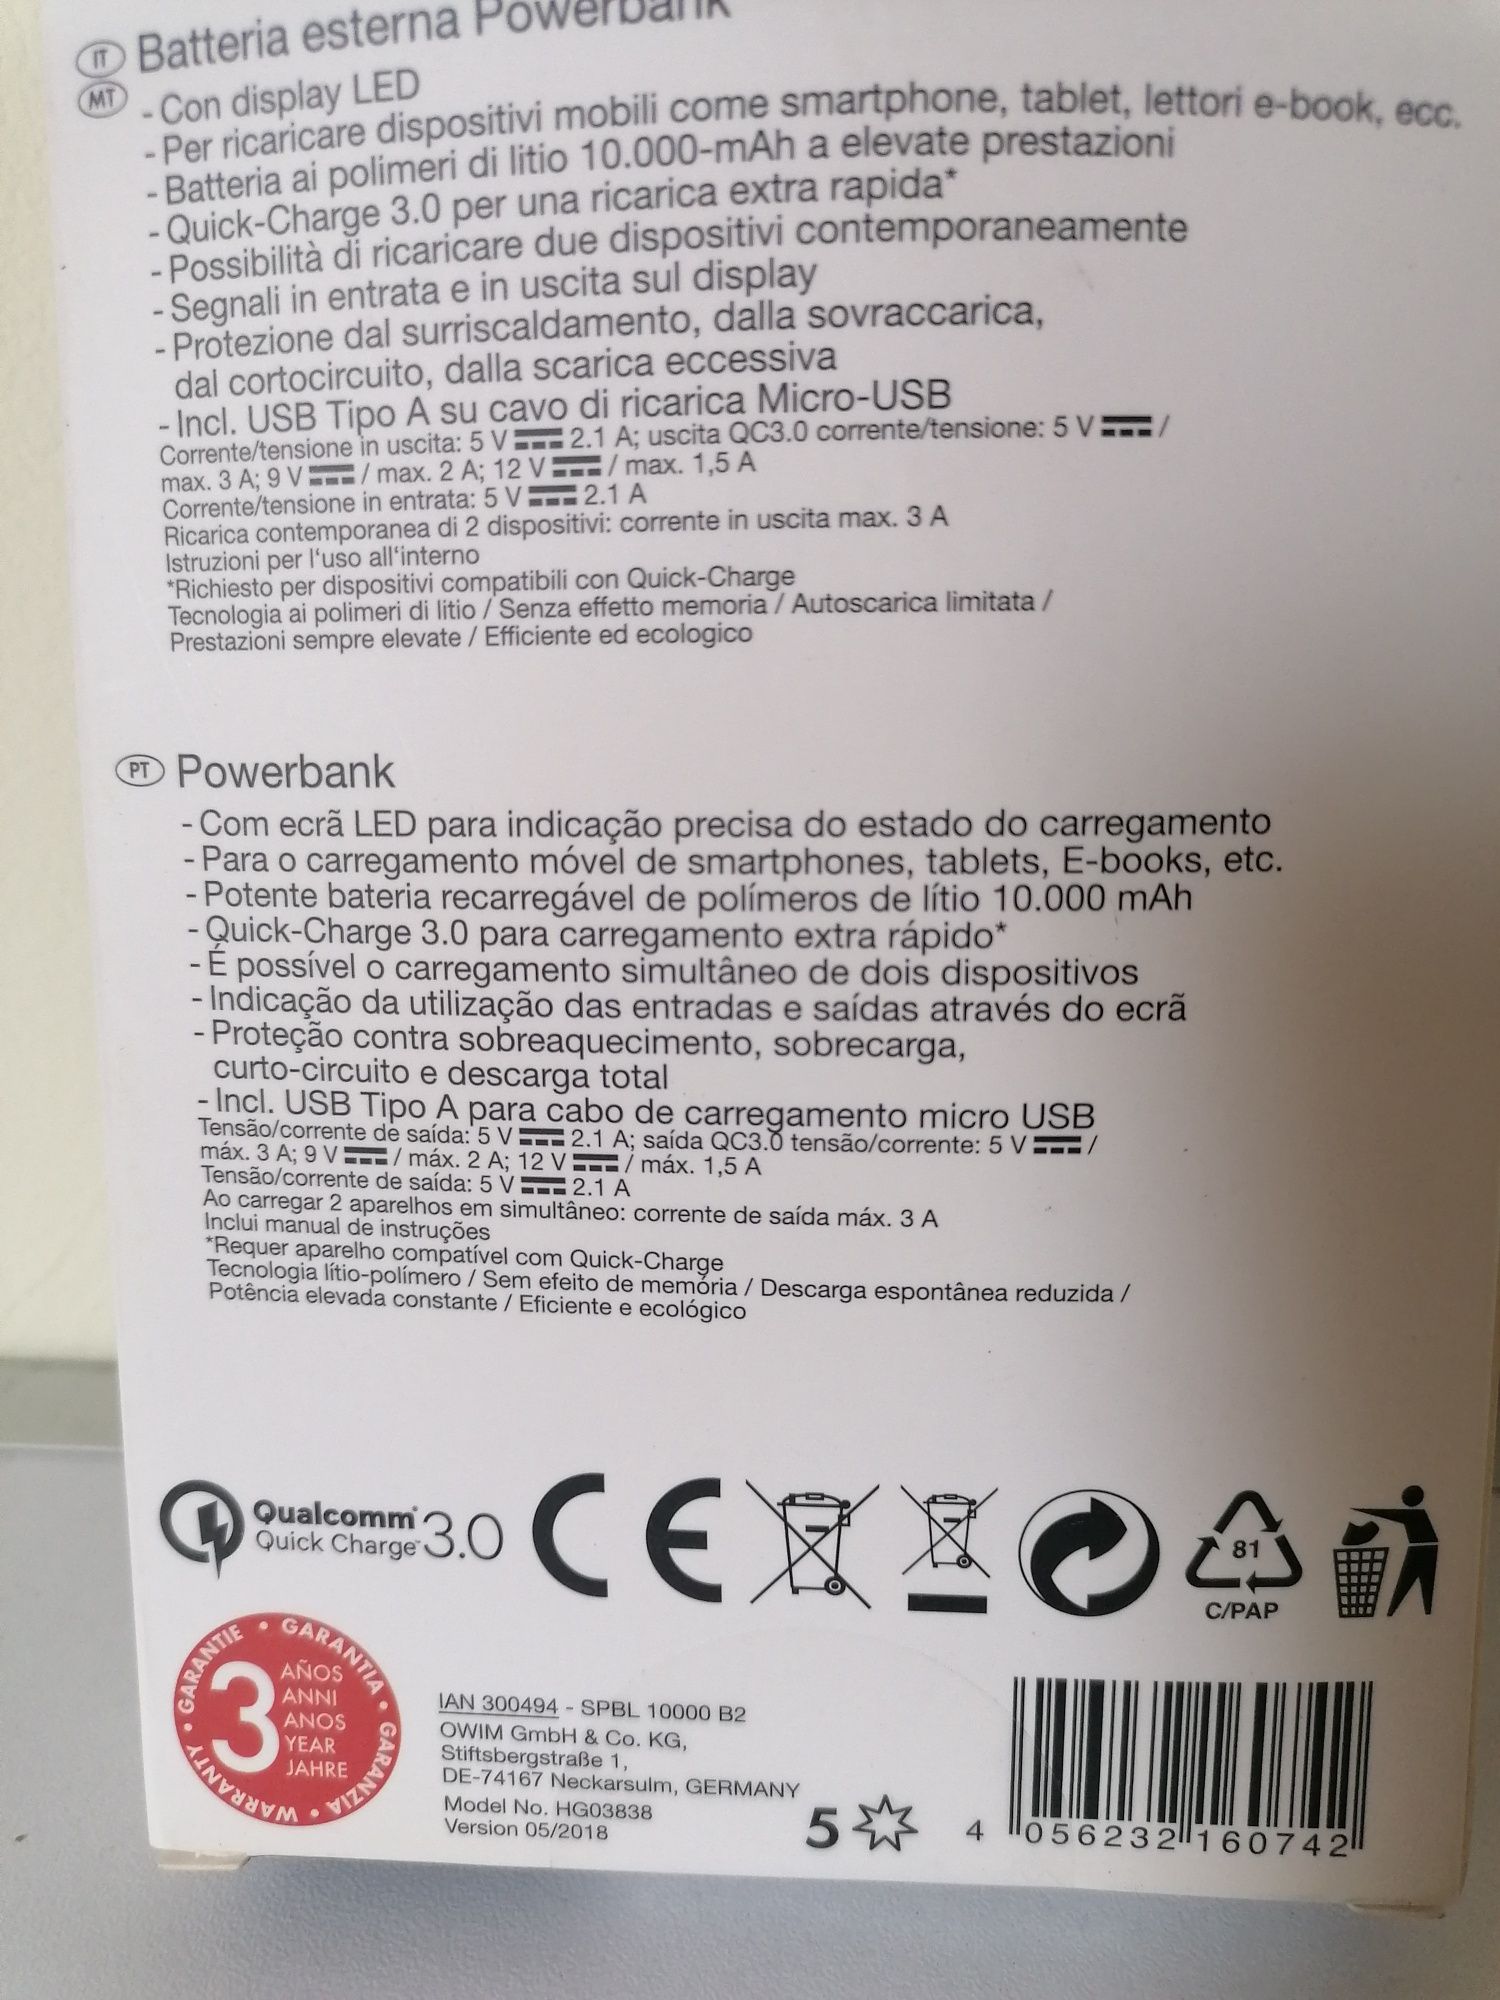 IT Batteria esterna Powerbank
MT
- Con display LED
- Per ricaricare dispositivi mobili come smartphone, tablet, lettori e-book, ecc.
- Batteria ai polimeri di litio 10.000-mAh a elevate prestazioni
- Quick-Charge 3.0 per una ricarica extra rapida*
- Possibilità di ricaricare due dispositivi contemporaneamente
- Segnali in entrata e in uscita sul display
- Protezione dal surriscaldamento, dalla sovraccarica,
dal cortocircuito, dalla scarica eccessiva
- Incl. USB Tipo A su cavo di ricarica Micro-USB
Corrente/tensione in uscita: 5 V ⎓ 2.1 A; uscita QC3.0 corrente/tensione: 5 V ⎓ /
max. 3 A; 9 V ⎓ / max. 2 A; 12 V ⎓ / max. 1,5 A
Corrente/tensione in entrata: 5 V ⎓ 2.1 A
Ricarica contemporanea di 2 dispositivi: corrente in uscita max. 3 A
Istruzioni per l‘uso all‘interno
*Richiesto per dispositivi compatibili con Quick-Charge
Tecnologia ai polimeri di litio / Senza effetto memoria / Autoscarica limitata /
Prestazioni sempre elevate / Efficiente ed ecologico
PT Powerbank
- Com ecrã LED para indicação precisa do estado do carregamento
- Para o carregamento móvel de smartphones, tablets, E-books, etc.
- Potente bateria recarregável de polímeros de lítio 10.000 mAh
- Quick-Charge 3.0 para carregamento extra rápido*
- É possível o carregamento simultâneo de dois dispositivos
- Indicação da utilização das entradas e saídas através do ecrã
- Proteção contra sobreaquecimento, sobrecarga,
curto-circuito e descarga total
- Incl. USB Tipo A para cabo de carregamento micro USB
Tensão/corrente de saída: 5 V ⎓ 2.1 A; saída QC3.0 tensão/corrente: 5 V ⎓ /
máx. 3 A; 9 V ⎓ / máx. 2 A; 12 V ⎓ / máx. 1,5 A
Tensão/corrente de saída: 5 V ⎓ 2.1 A
Ao carregar 2 aparelhos em simultâneo: corrente de saída máx. 3 A
Inclui manual de instruções
*Requer aparelho compatível com Quick-Charge
Tecnologia lítio-polímero / Sem efeito de memória / Descarga espontânea reduzida /
Potência elevada constante / Eficiente e ecológico
Qualcomm
Quick Charge™ 3.0
CE
81
C/PAP
GARANTIE • GARANTIA • GARANZIA • WARRANTY •
3
AÑOS
ANNI
ANOS
YEAR
JAHRE
IAN 300494 - SPBL 10000 B2
OWIM GmbH & Co. KG,
Stiftsbergstraße 1,
DE-74167 Neckarsulm, GERMANY
Model No. HG03838
Version 05/2018
5
4 056232 160742